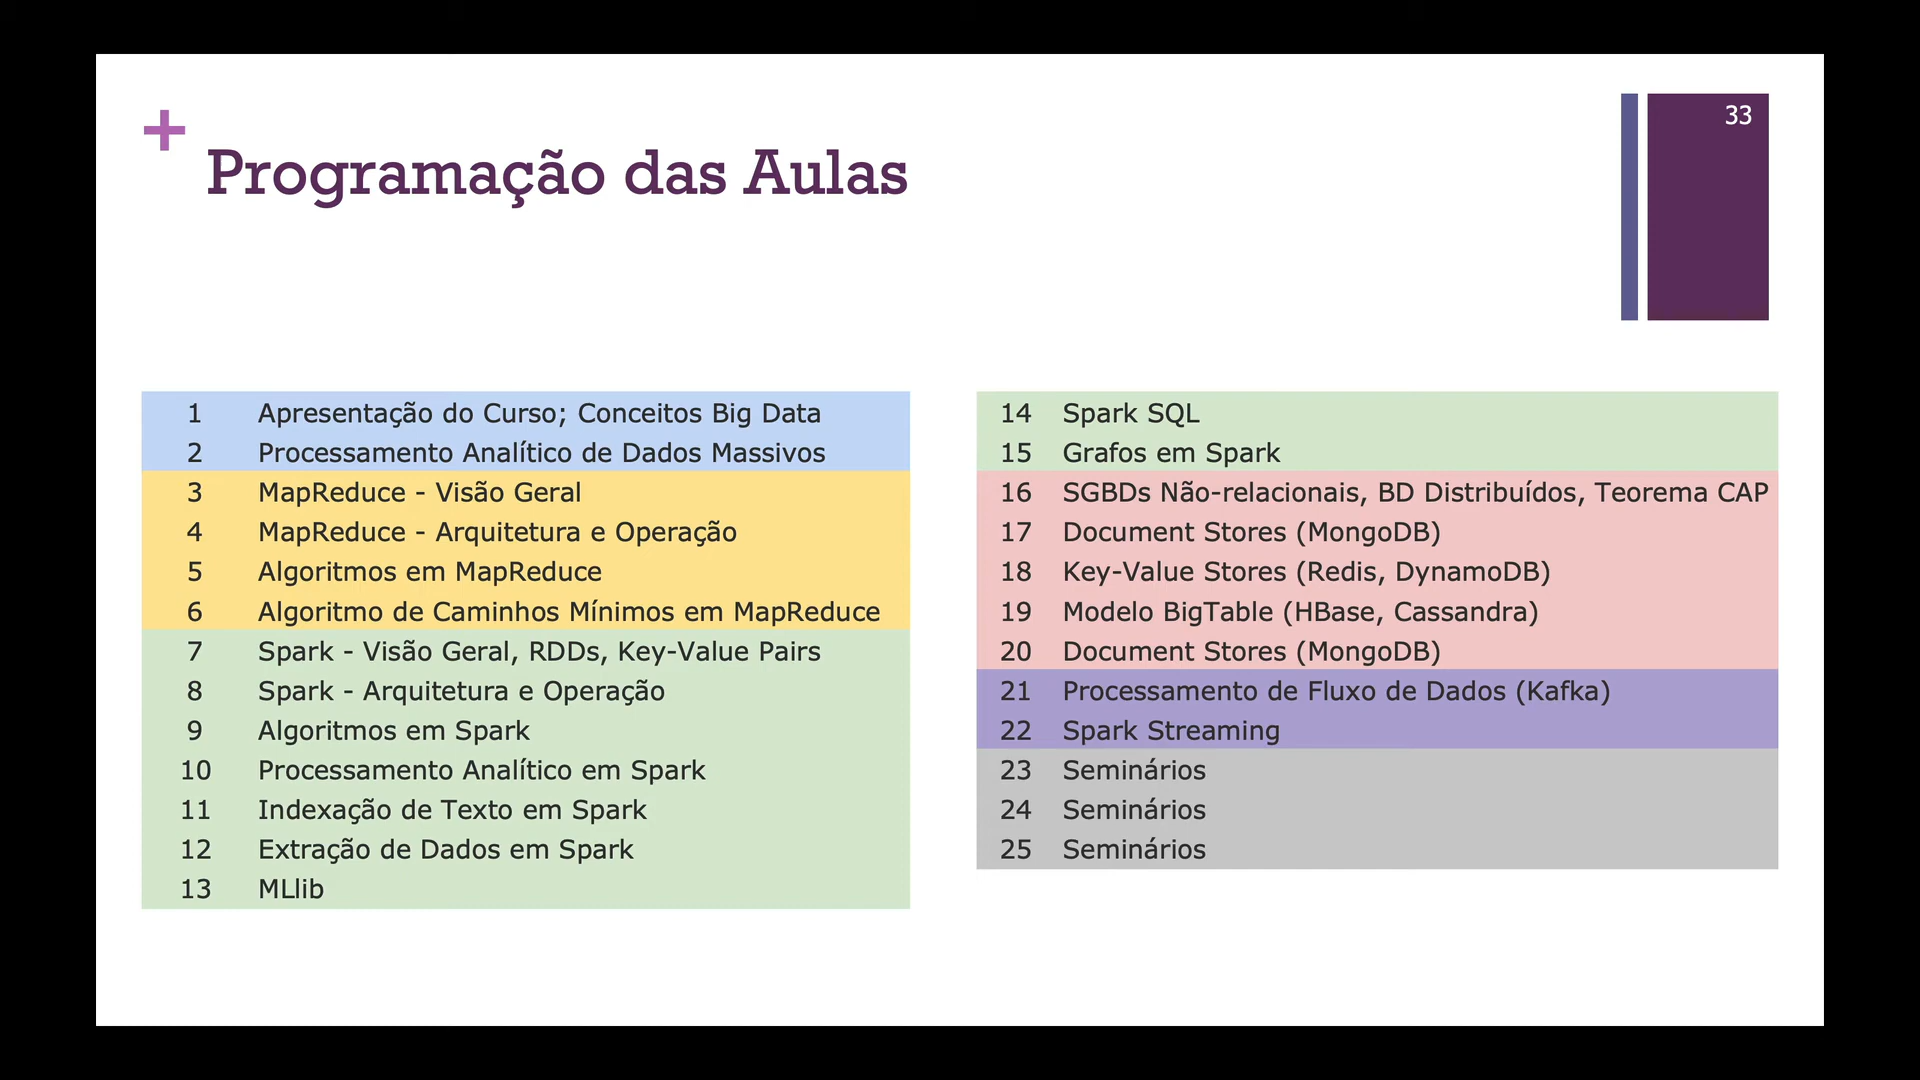 +
Programação das Aulas
33
1 Apresentação do Curso; Conceitos Big Data
2 Processamento Analítico de Dados Massivos
3 MapReduce - Visão Geral
4 MapReduce - Arquitetura e Operação
5 Algoritmos em MapReduce
6 Algoritmo de Caminhos Mínimos em MapReduce
7 Spark - Visão Geral, RDDs, Key-Value Pairs
8 Spark - Arquitetura e Operação
9 Algoritmos em Spark
10 Processamento Analítico em Spark
11 Indexação de Texto em Spark
12 Extração de Dados em Spark
13 MLlib
14 Spark SQL
15 Grafos em Spark
16 SGBDs Não-relacionais, BD Distribuídos, Teorema CAP
17 Document Stores (MongoDB)
18 Key-Value Stores (Redis, DynamoDB)
19 Modelo BigTable (HBase, Cassandra)
20 Document Stores (MongoDB)
21 Processamento de Fluxo de Dados (Kafka)
22 Spark Streaming
23 Seminários
24 Seminários
25 Seminários